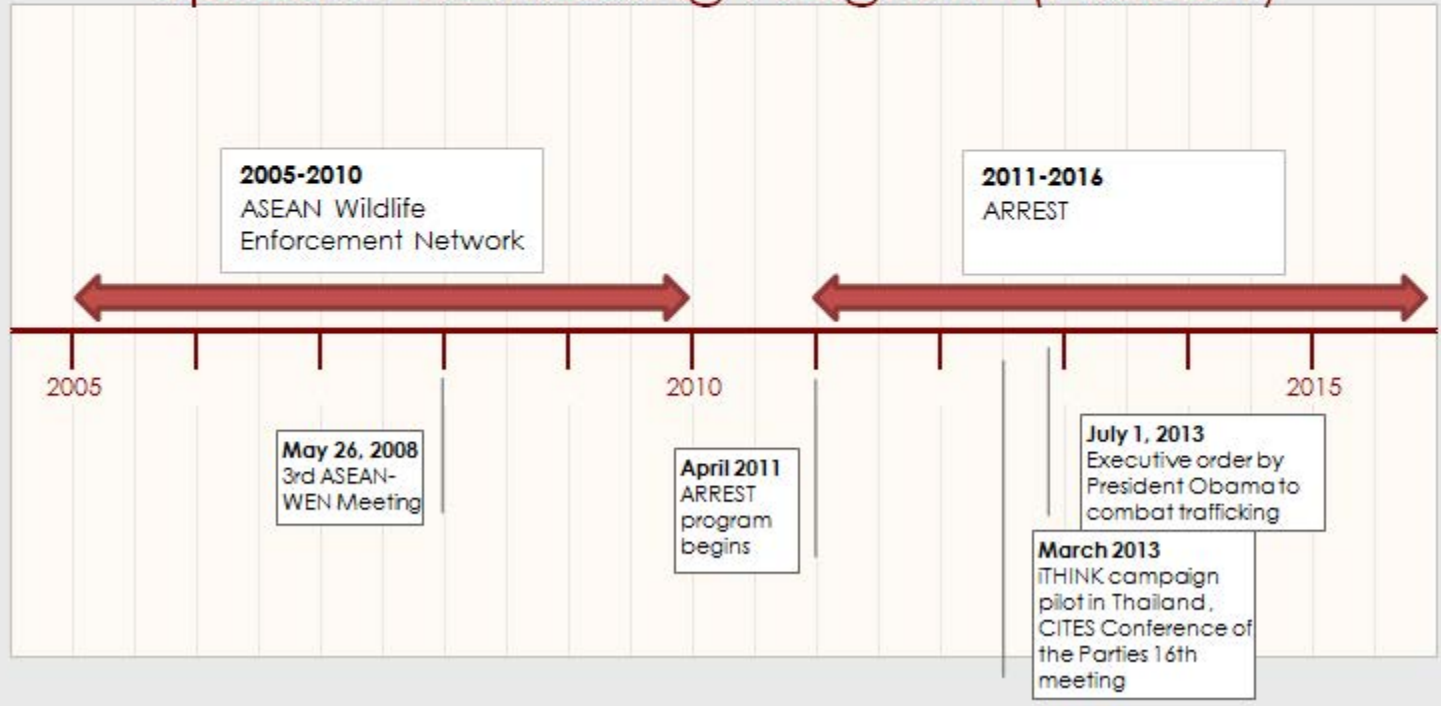 2005-2010
ASEAN Wildlife
Enforcement Network
2011-2016
ARREST
2005
2010
2015
May 26, 2008
3rd ASEAN-
WEN Meeting
April 2011
ARREST
program
begins
July 1, 2013
Executive order by
President Obama to
combat trafficking
March 2013
iTHINK campaign
pilot in Thailand,
CITES Conference of
the Parties 16th
meeting